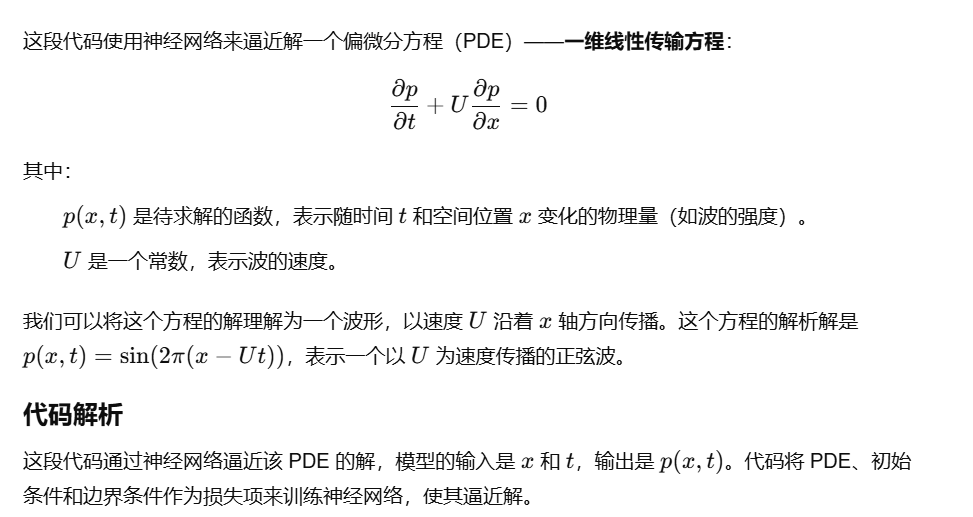 这段代码使用神经网络来逼近解一个偏微分方程（PDE）——一维线性传输方程：
∂p/∂t + U ∂p/∂x = 0
其中：
p(x, t) 是待求解的函数，表示随时间 t 和空间位置 x 变化的物理量（如波的强度）。
U 是一个常数，表示波的速度。
我们可以将这个方程的解理解为一个波形，以速度 U 沿着 x 轴方向传播。这个方程的解析解是
p(x, t) = sin(2π(x − Ut))，表示一个以 U 为速度传播的正弦波。
代码解析
这段代码通过神经网络逼近该 PDE 的解，模型的输入是 x 和 t，输出是 p(x, t)。代码将 PDE、初始
条件和边界条件作为损失项来训练神经网络，使其逼近解。